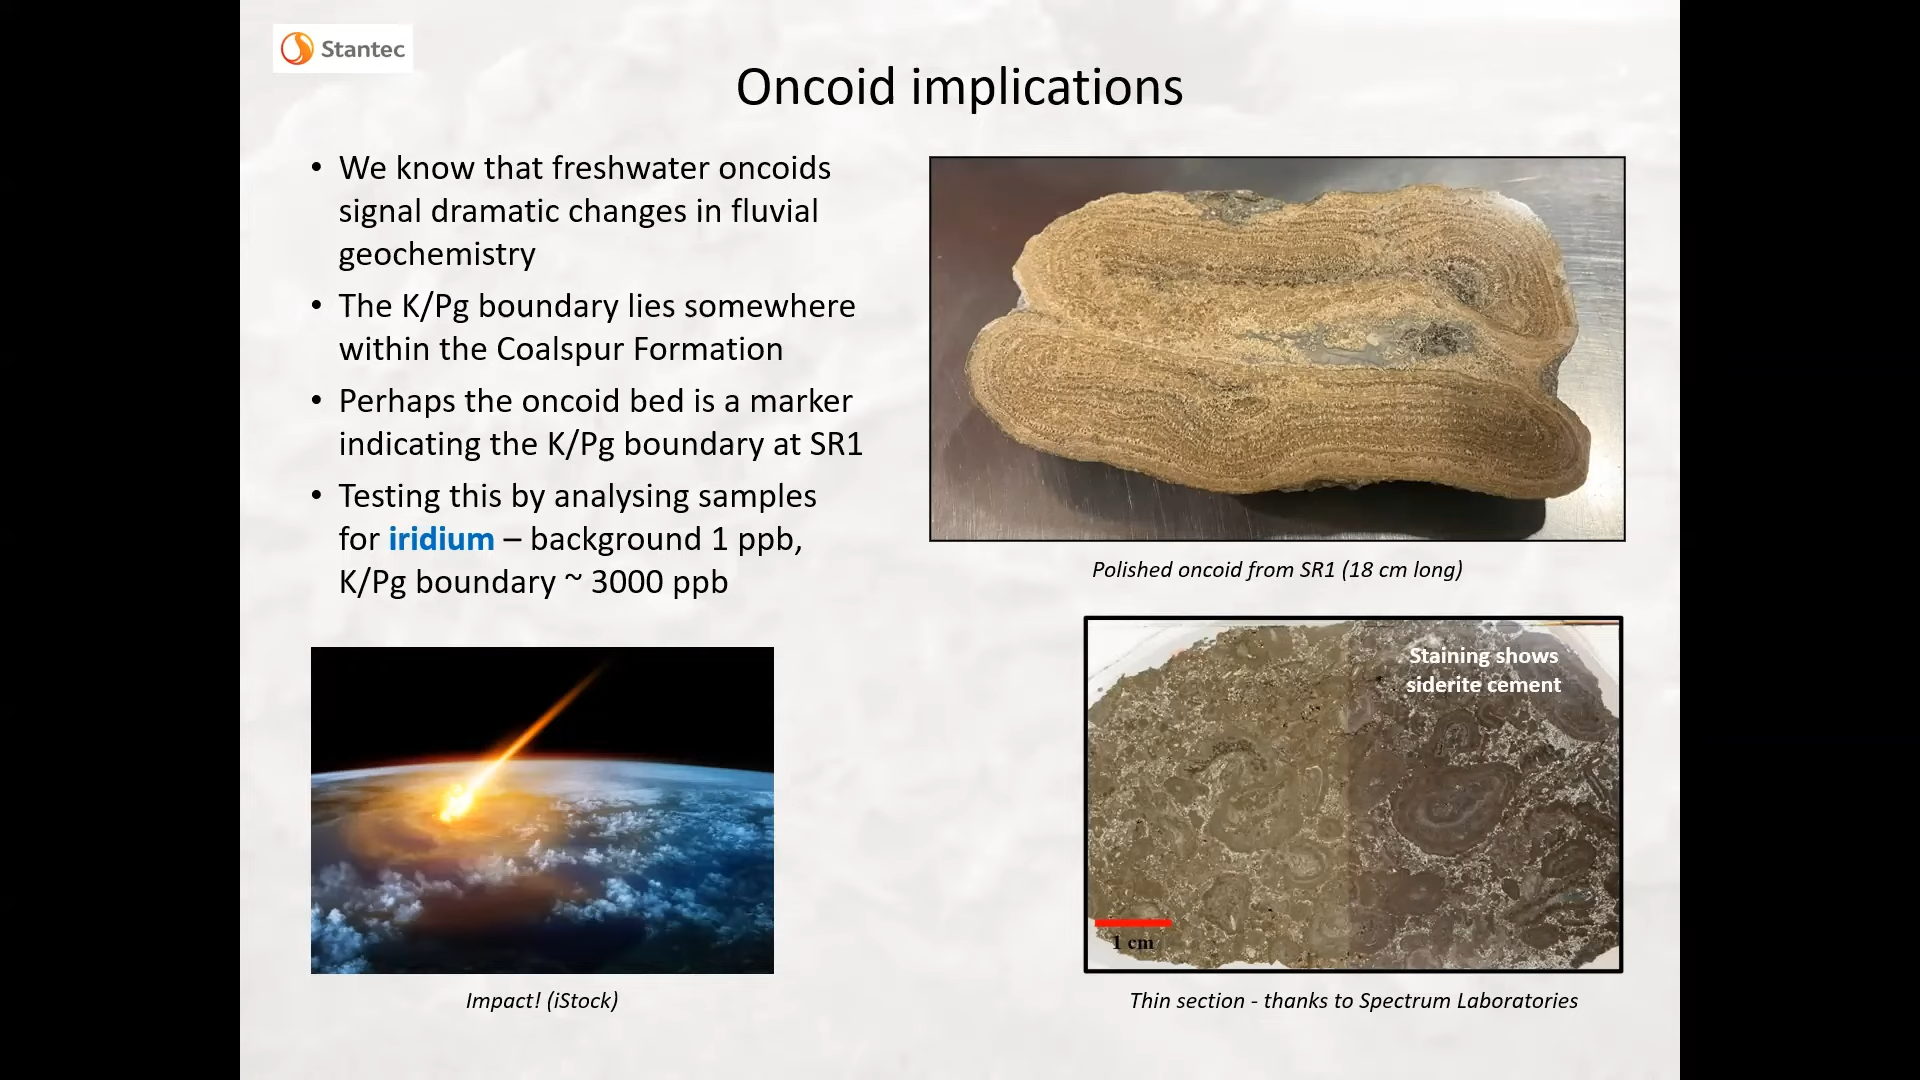 Stantec
Oncoid implications
• We know that freshwater oncoids
signal dramatic changes in fluvial
geochemistry
• The K/Pg boundary lies somewhere
within the Coalspur Formation
• Perhaps the oncoid bed is a marker
indicating the K/Pg boundary at SR1
• Testing this by analysing samples
for iridium – background 1 ppb,
K/Pg boundary ~ 3000 ppb
Polished oncoid from SR1 (18 cm long)
Staining shows
siderite cement
1 cm
Impact! (iStock)
Thin section - thanks to Spectrum Laboratories